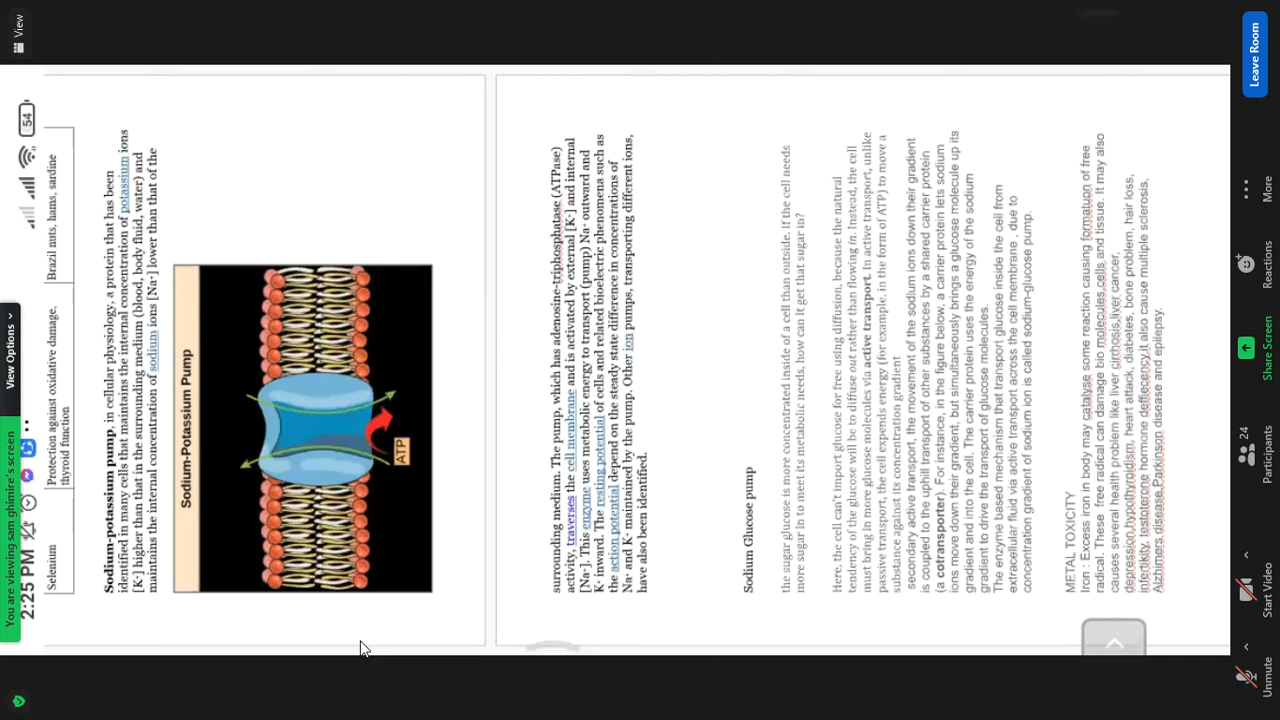 View
Leave Room
You are viewing sam ghimire's screen
View Options
2:25 PM
54
Selenium
Protection against oxidative damage,
thyroid function
Brazil nuts, hams, sardine
Sodium-potassium pump, in cellular physiology, a protein that has been
identified in many cells that maintains the internal concentration of potassium ions
[K+] higher than that in the surrounding medium (blood, body fluid, water) and
maintains the internal concentration of sodium ions [Na+] lower than that of the
Sodium-Potassium Pump
ATP
surrounding medium. The pump, which has adenosine-triphosphatase (ATPase)
activity, traverses the cell membrane and is activated by external [K+] and internal
[Na+]. This enzyme uses metabolic energy to transport (pump) Na+ outward and
K+ inward. The resting potential of cells and related bioelectric phenomena such as
the action potential depend on the steady state difference in concentrations of
Na+ and K+ maintained by the pump. Other ion pumps, transporting different ions,
have also been identified.
Sodium Glucose pump
the sugar glucose is more concentrated inside of a cell than outside. If the cell needs
more sugar in to meet its metabolic needs, how can it get that sugar in?
Here, the cell can't import glucose for free using diffusion, because the natural
tendency of the glucose will be to diffuse out rather than flowing in. Instead, the cell
must bring in more glucose molecules via active transport. In active transport, unlike
passive transport, the cell expends energy (for example, in the form of ATP) to move a
substance against its concentration gradient
secondary active transport, the movement of the sodium ions down their gradient
is coupled to the uphill transport of other substances by a shared carrier protein
(a cotransporter). For instance, in the figure below, a carrier protein lets sodium
ions move down their gradient, but simultaneously brings a glucose molecule up its
gradient and into the cell. The carrier protein uses the energy of the sodium
gradient to drive the transport of glucose molecules.
The enzyme based mechanism that transport glucose inside the cell from
extracellular fluid via active transport across the cell membrane , due to
concentration gradient of sodium ion is called sodium-glucose pump.
METAL TOXICITY
Iron : Excess iron in body may catalyse some reaction causing formation of free
radical. These free radical can damage bio molecules,cells and tissue. It may also
causes several health problem like liver cirrhosis,liver cancer,
depression,hypothyroidism, heart attack, diabetes, bone problem, hair loss,
infertikity, testoterone hormone deffiecency.it also cause multiple sclerosis,
Alzhimers disease,Parkinson disease and epilepsy.
Unmute
Start Video
Participants
24
Share Screen
Reactions
More